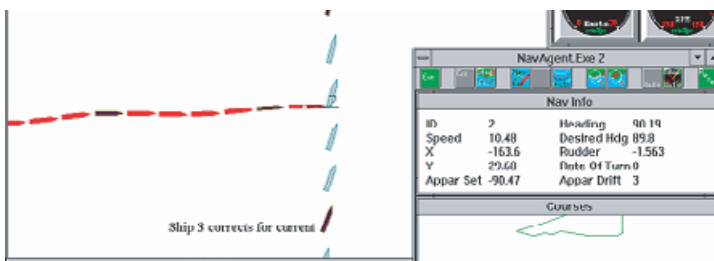 NavAgent.Exe 2
Nav Info
ID 2 Heading 90.19
Speed 10.48 Desired Hdg 89.8
X -163.6 Rudder -1.563
Y 29.60 Rate Of Turn 0
Appar Set -90.47 Appar Drift 3
Courses
Ship 3 corrects for current